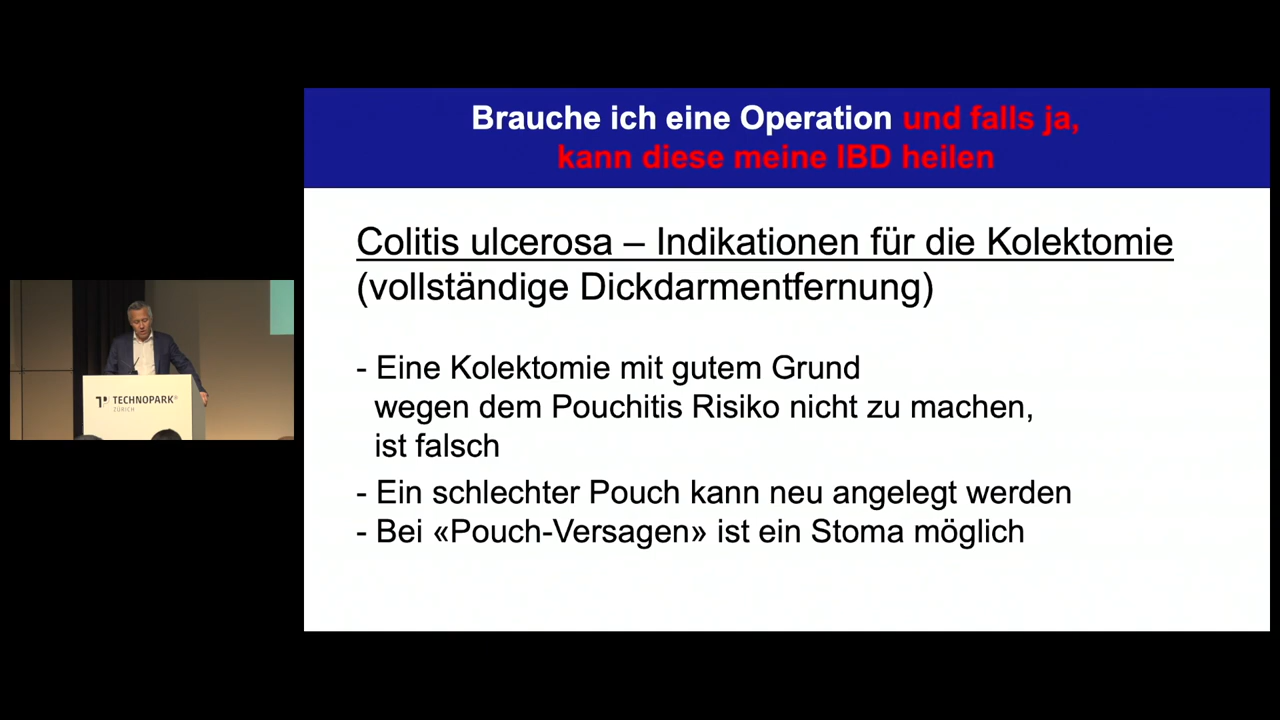 Brauche ich eine Operation und falls ja,
kann diese meine IBD heilen
Colitis ulcerosa – Indikationen für die Kolektomie
(vollständige Dickdarmentfernung)
- Eine Kolektomie mit gutem Grund
wegen dem Pouchitis Risiko nicht zu machen,
ist falsch
- Ein schlechter Pouch kann neu angelegt werden
- Bei «Pouch-Versagen» ist ein Stoma möglich
TECHNOPARK®
ZÜRICH